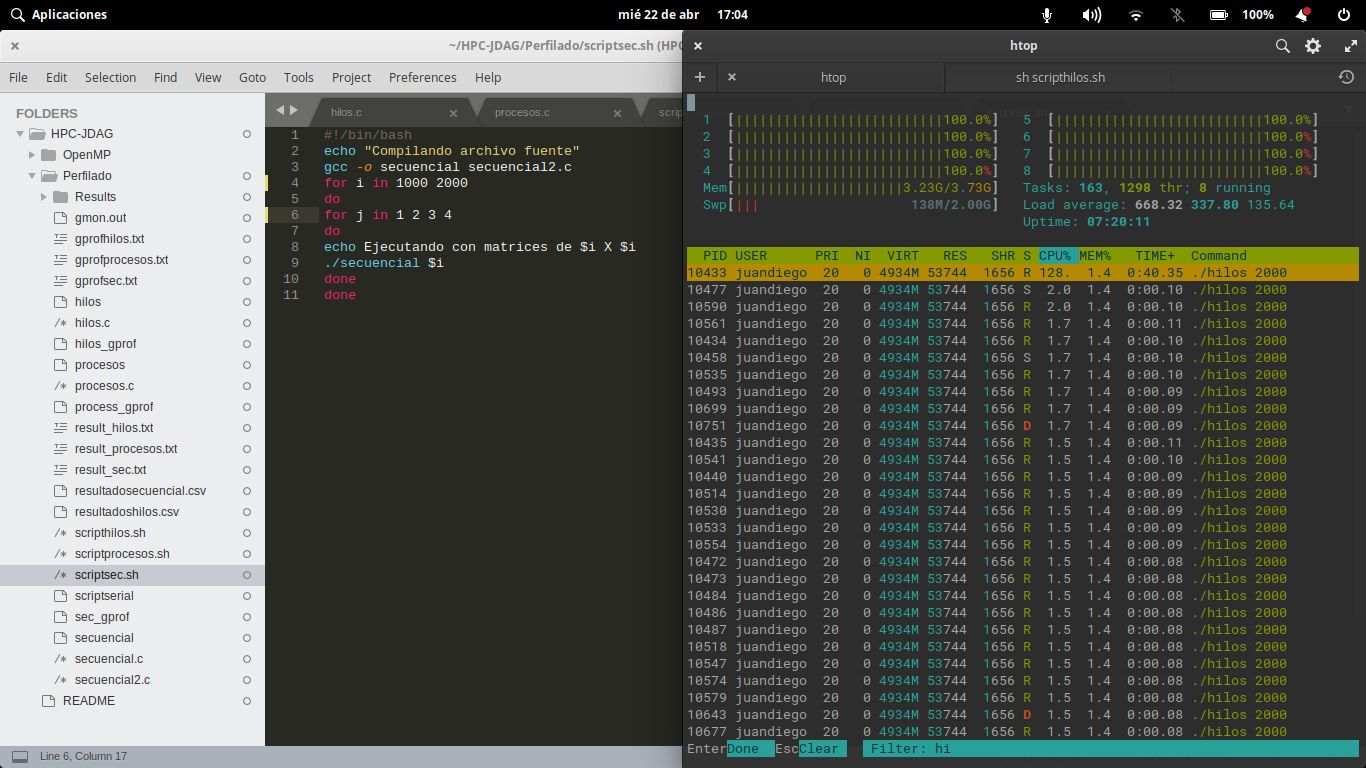 Aplicaciones
mié 22 de abr 17:04
100%
~/HPC-JDAG/Perfilado/scriptsec.sh (HPC
File Edit Selection Find View Goto Tools Project Preferences Help
FOLDERS
HPC-JDAG
OpenMP
Perfilado
Results
gmon.out
gprofhilos.txt
gprofprocesos.txt
gprofsec.txt
hilos
/* hilos.c
hilos_gprof
procesos
/* procesos.c
process_gprof
result_hilos.txt
result_procesos.txt
result_sec.txt
resultadosecuencial.csv
resultadoshilos.csv
/* scripthilos.sh
/* scriptprocesos.sh
/* scriptsec.sh
scriptserial
sec_gprof
secuencial
/* secuencial.c
/* secuencial2.c
README
hilos.c × procesos.c × scrip
1 #!/bin/bash
2 echo "Compilando archivo fuente"
3 gcc -o secuencial secuencial2.c
4 for i in 1000 2000
5 do
6 for j in 1 2 3 4
7 do
8 echo Ejecutando con matrices de $i X $i
9 ./secuencial $i
10 done
11 done
Line 6, Column 17
htop
+ × htop sh scripthilos.sh
1 [||||||||||||||||||||||||||100.0%] 5 [||||||||||||||||||||||||||100.0%]
2 [||||||||||||||||||||||||||100.0%] 6 [||||||||||||||||||||||||||100.0%]
3 [||||||||||||||||||||||||||100.0%] 7 [||||||||||||||||||||||||||100.0%]
4 [||||||||||||||||||||||||||100.0%] 8 [||||||||||||||||||||||||||100.0%]
Mem[|||||||||||||||||||||3.23G/3.73G] Tasks: 163, 1298 thr; 8 running
Swp[||| 138M/2.00G] Load average: 668.32 337.80 135.64
Uptime: 07:20:11
PID USER PRI NI VIRT RES SHR S CPU% MEM% TIME+ Command
10433 juandiego 20 0 4934M 53744 1656 R 128. 1.4 0:40.35 ./hilos 2000
10477 juandiego 20 0 4934M 53744 1656 S 2.0 1.4 0:00.10 ./hilos 2000
10590 juandiego 20 0 4934M 53744 1656 R 2.0 1.4 0:00.10 ./hilos 2000
10561 juandiego 20 0 4934M 53744 1656 R 1.7 1.4 0:00.11 ./hilos 2000
10434 juandiego 20 0 4934M 53744 1656 R 1.7 1.4 0:00.10 ./hilos 2000
10458 juandiego 20 0 4934M 53744 1656 S 1.7 1.4 0:00.10 ./hilos 2000
10535 juandiego 20 0 4934M 53744 1656 R 1.7 1.4 0:00.10 ./hilos 2000
10493 juandiego 20 0 4934M 53744 1656 R 1.7 1.4 0:00.09 ./hilos 2000
10699 juandiego 20 0 4934M 53744 1656 R 1.7 1.4 0:00.09 ./hilos 2000
10751 juandiego 20 0 4934M 53744 1656 D 1.7 1.4 0:00.09 ./hilos 2000
10435 juandiego 20 0 4934M 53744 1656 R 1.5 1.4 0:00.11 ./hilos 2000
10541 juandiego 20 0 4934M 53744 1656 R 1.5 1.4 0:00.10 ./hilos 2000
10440 juandiego 20 0 4934M 53744 1656 R 1.5 1.4 0:00.09 ./hilos 2000
10514 juandiego 20 0 4934M 53744 1656 R 1.5 1.4 0:00.09 ./hilos 2000
10530 juandiego 20 0 4934M 53744 1656 R 1.5 1.4 0:00.09 ./hilos 2000
10533 juandiego 20 0 4934M 53744 1656 R 1.5 1.4 0:00.09 ./hilos 2000
10554 juandiego 20 0 4934M 53744 1656 R 1.5 1.4 0:00.09 ./hilos 2000
10472 juandiego 20 0 4934M 53744 1656 R 1.5 1.4 0:00.08 ./hilos 2000
10473 juandiego 20 0 4934M 53744 1656 R 1.5 1.4 0:00.08 ./hilos 2000
10484 juandiego 20 0 4934M 53744 1656 R 1.5 1.4 0:00.08 ./hilos 2000
10486 juandiego 20 0 4934M 53744 1656 R 1.5 1.4 0:00.08 ./hilos 2000
10487 juandiego 20 0 4934M 53744 1656 R 1.5 1.4 0:00.08 ./hilos 2000
10518 juandiego 20 0 4934M 53744 1656 R 1.5 1.4 0:00.08 ./hilos 2000
10547 juandiego 20 0 4934M 53744 1656 R 1.5 1.4 0:00.08 ./hilos 2000
10574 juandiego 20 0 4934M 53744 1656 R 1.5 1.4 0:00.08 ./hilos 2000
10579 juandiego 20 0 4934M 53744 1656 R 1.5 1.4 0:00.08 ./hilos 2000
10643 juandiego 20 0 4934M 53744 1656 D 1.5 1.4 0:00.08 ./hilos 2000
10677 juandiego 20 0 4934M 53744 1656 R 1.5 1.4 0:00.08 ./hilos 2000
EnterDone EscClear Filter: hi